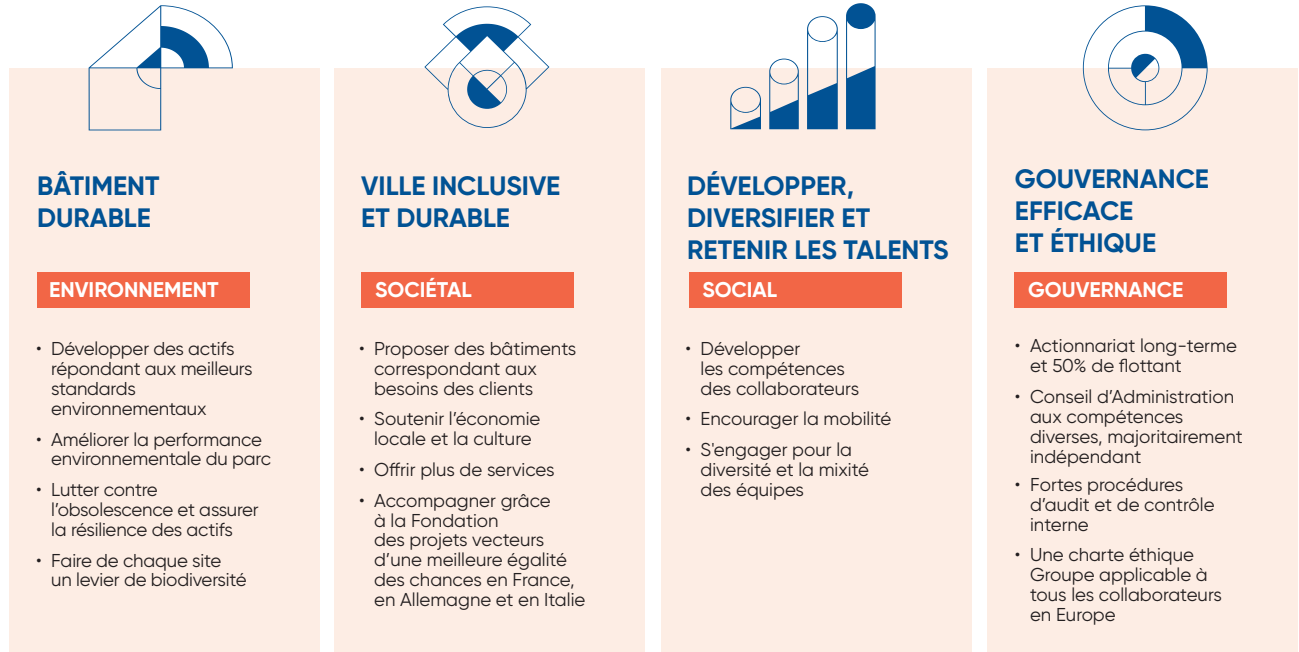 BÂTIMENT
DURABLE
ENVIRONNEMENT
• Développer des actifs
répondant aux meilleurs
standards
environnementaux
• Améliorer la performance
environnementale du parc
• Lutter contre
l'obsolescence et assurer
la résilience des actifs
• Faire de chaque site
un levier de biodiversité
VILLE INCLUSIVE
ET DURABLE
SOCIÉTAL
• Proposer des bâtiments
correspondant aux
besoins des clients
• Soutenir l'économie
locale et la culture
• Offrir plus de services
• Accompagner grâce
à la Fondation
des projets vecteurs
d'une meilleure égalité
des chances en France,
en Allemagne et en Italie
DÉVELOPPER,
DIVERSIFIER ET
RETENIR LES TALENTS
SOCIAL
• Développer
les compétences
des collaborateurs
• Encourager la mobilité
• S'engager pour la
diversité et la mixité
des équipes
GOUVERNANCE
EFFICACE
ET ÉTHIQUE
GOUVERNANCE
• Actionnariat long-terme
et 50% de flottant
• Conseil d'Administration
aux compétences
diverses, majoritairement
indépendant
• Fortes procédures
d'audit et de contrôle
interne
• Une charte éthique
Groupe applicable à
tous les collaborateurs
en Europe